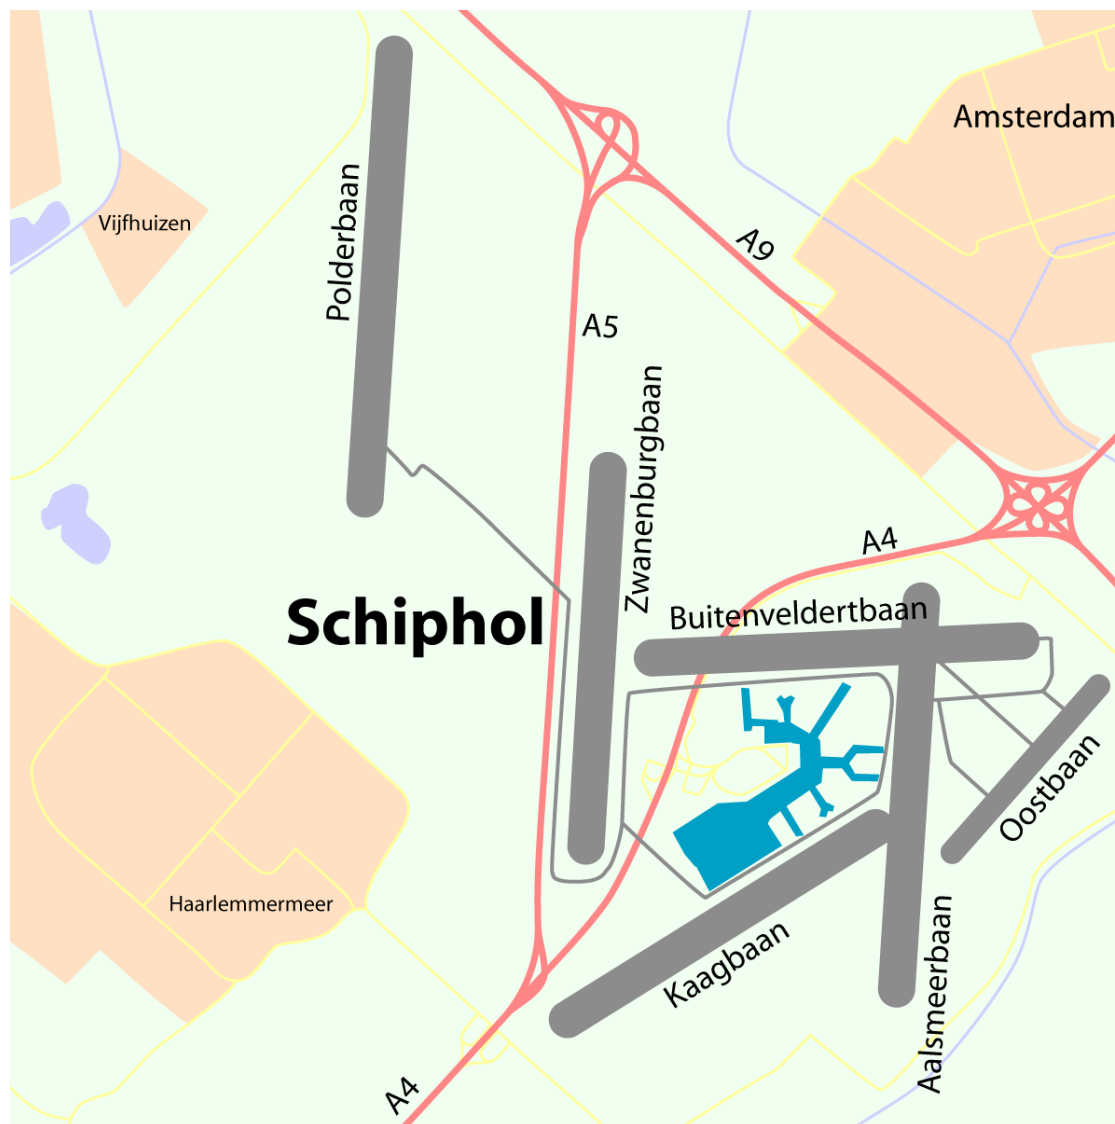 Amsterdam
Vijfhuizen
Polderbaan
A9
A5
Zwanenburgbaan
A4
Schiphol
Buitenveldertbaan
Oostbaan
Haarlemmermeer
Kaagbaan
Aalsmeerbaan
A4